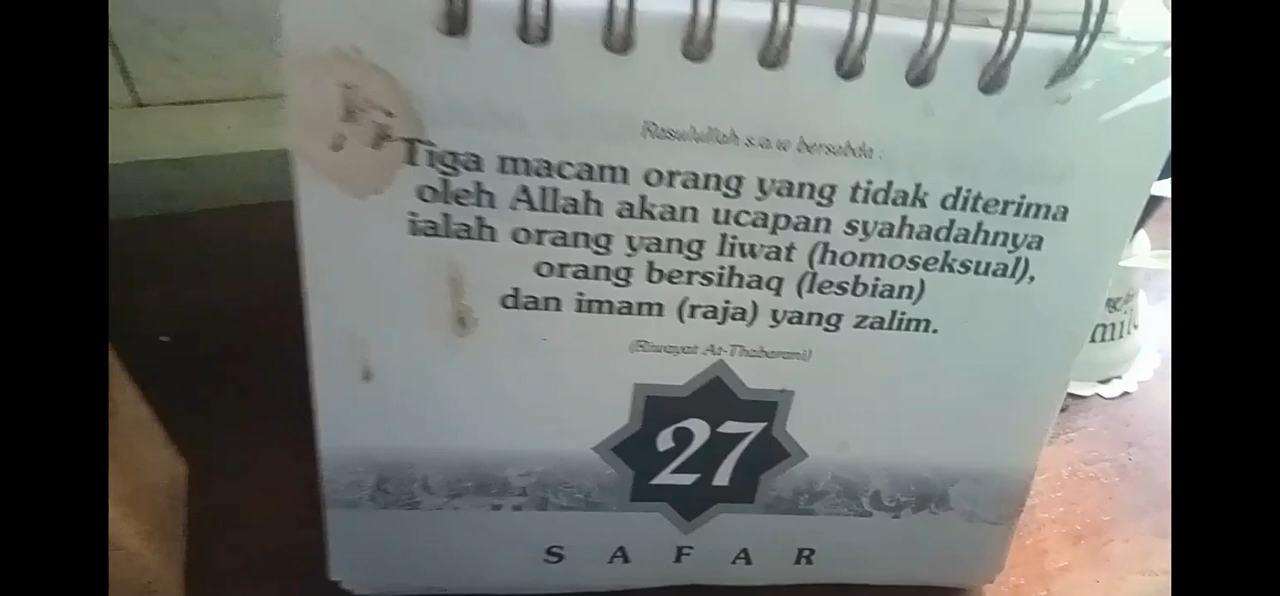 Rasulullah s.a.w bersabda :
Tiga macam orang yang tidak diterima
oleh Allah akan ucapan syahadahnya
ialah orang yang liwat (homoseksual),
orang bersihaq (lesbian)
dan imam (raja) yang zalim.
(Riwayat At-Thabarani)
27
SAFAR